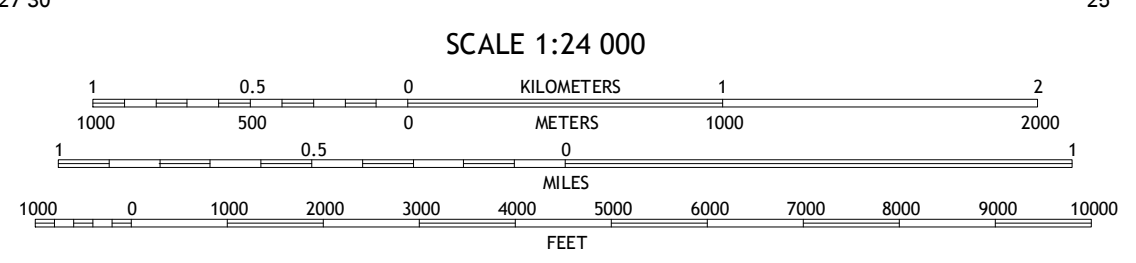 27'30" 25'
SCALE 1:24 000
1 0.5 0 KILOMETERS 1 2
1000 500 0 METERS 1000 2000
1 0.5 0 1
MILES
1000 0 1000 2000 3000 4000 5000 6000 7000 8000 9000 10000
FEET